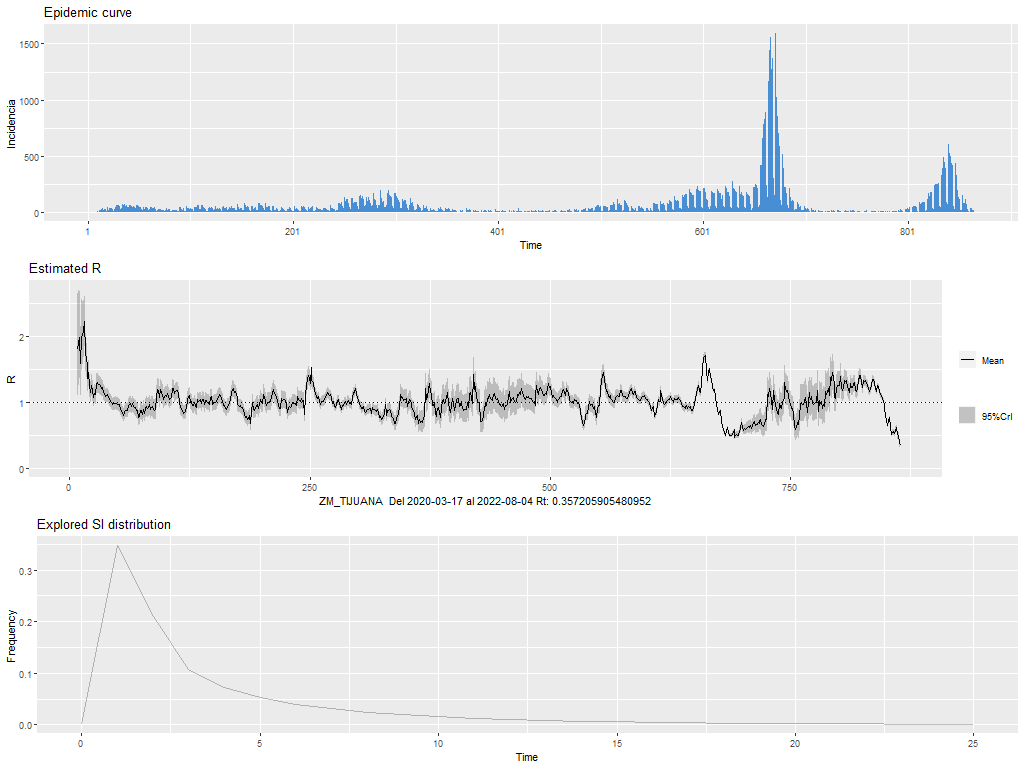 Epidemic curve
1500
1000
500
0
Incidencia
1 201 401 601 801
Time
Estimated R
2
1
0
R
Mean
95%CrI
0 250 500 750
ZM_TIJUANA Del 2020-03-17 al 2022-08-04 Rt: 0.357205905480952
Explored SI distribution
0.3
0.2
0.1
0.0
Frequency
0 5 10 15 20 25
Time